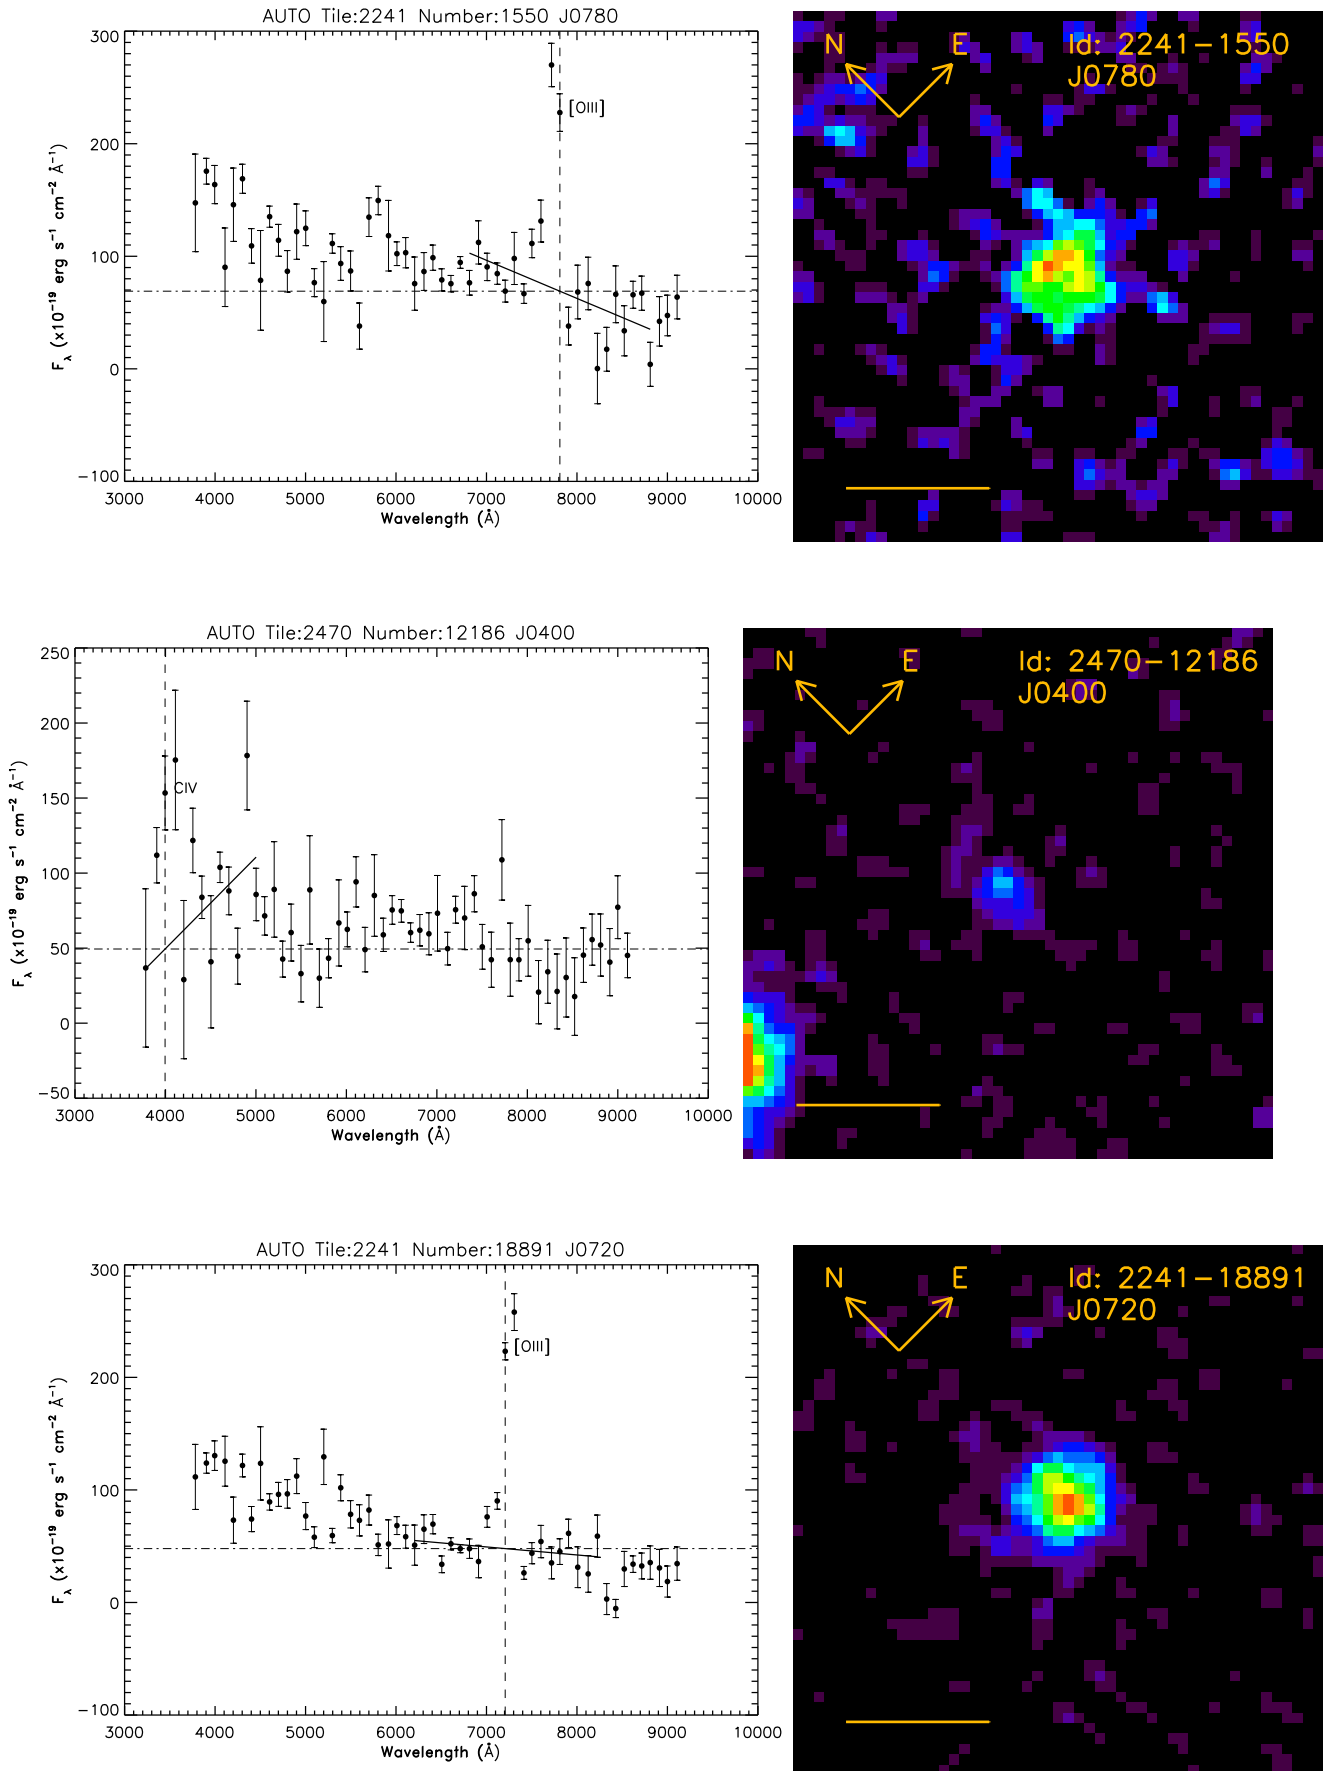 AUTO Tile:2241 Number:1550 J0780
300
200
100
0
−100
F_λ (x10⁻¹⁹ erg s⁻¹ cm⁻² Å⁻¹)
[OIII]
3000 4000 5000 6000 7000 8000 9000 10000
Wavelength (Å)
N E Id: 2241−1550
J0780
AUTO Tile:2470 Number:12186 J0400
250
200
150
100
50
0
−50
F_λ (x10⁻¹⁹ erg s⁻¹ cm⁻² Å⁻¹)
CIV
3000 4000 5000 6000 7000 8000 9000 10000
Wavelength (Å)
N E Id: 2470−12186
J0400
AUTO Tile:2241 Number:18891 J0720
300
200
100
0
−100
F_λ (x10⁻¹⁹ erg s⁻¹ cm⁻² Å⁻¹)
[OIII]
3000 4000 5000 6000 7000 8000 9000 10000
Wavelength (Å)
N E Id: 2241−18891
J0720